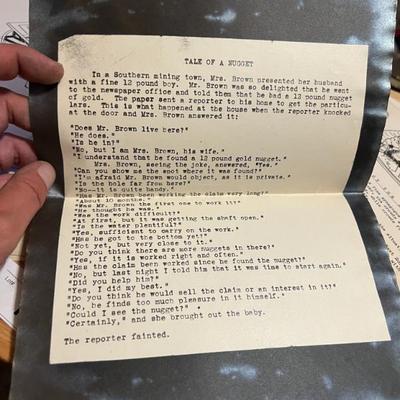 TALE OF A NUGGET
In a Southern mining town, Mrs. Brown presented her husband
with a fine 12 pound boy. Mr. Brown was so delighted that he went
to the newspaper office and told them that he had a 12 pound nugget
of gold. The paper sent a reporter to his home to get the particu-
lars. This is what happened at the house when the reporter knocked
at the door and Mrs. Brown answered it:
"Does Mr. Brown live here?"
"He does."
"Is he in?"
"No, but I am Mrs. Brown, his wife."
"I understand that he found a 12 pound gold nugget."
Mrs. Brown, seeing the joke, answered, "Yes."
"Can you show me the spot where it was found?"
"I'm afraid Mr. Brown would object, as it is private."
"Is the hole far from here?"
"No--it is quite handy."
"Has Mr. Brown been working the claim very long?"
"About 10 months."
"Was Mr. Brown the first one to work it?"
"He thought he was."
"Was the work difficult?"
"At first, but it was getting the shaft open."
"Is the water plentiful?"
"Yes, sufficient to carry on the work."
"Has he got to the bottom yet?"
"Not yet, but very close to it."
"Do you think there are more nuggets in there?"
"Yes, if it is worked right and often."
"Has the claim been worked since he found the nugget?"
"No, but last night I told him that it was time to start again."
"Did you help him?"
"Yes, I did my best."
"Do you think he would sell the claim or an interest in it?"
"No, he finds too much pleasure in it himself."
"Could I see the nugget?"
"Certainly," and she brought out the baby.
The reporter fainted.